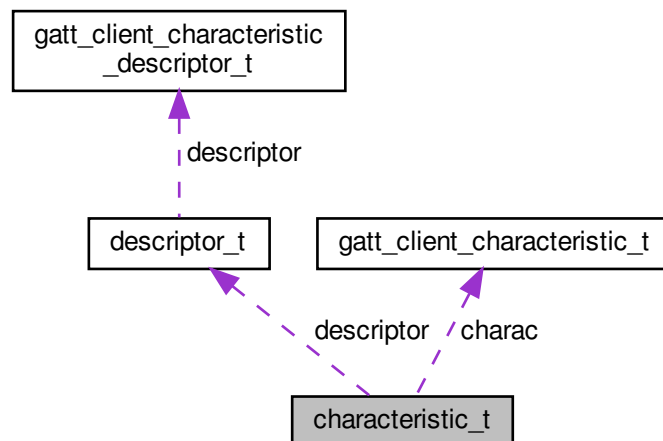 gatt_client_characteristic
_descriptor_t
descriptor
descriptor_t
gatt_client_characteristic_t
descriptor
charac
characteristic_t